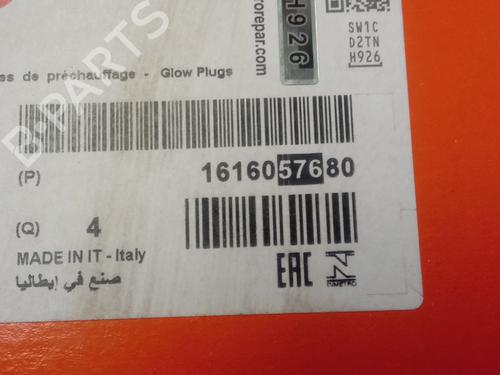 H926
rorepar.com
SW1C
D2TN
H926
es de préchauffage - Glow Plugs
B-PARTS
(P) 1616057680
(Q) 4
MADE IN IT - Italy
صنع في إيطاليا
EAC